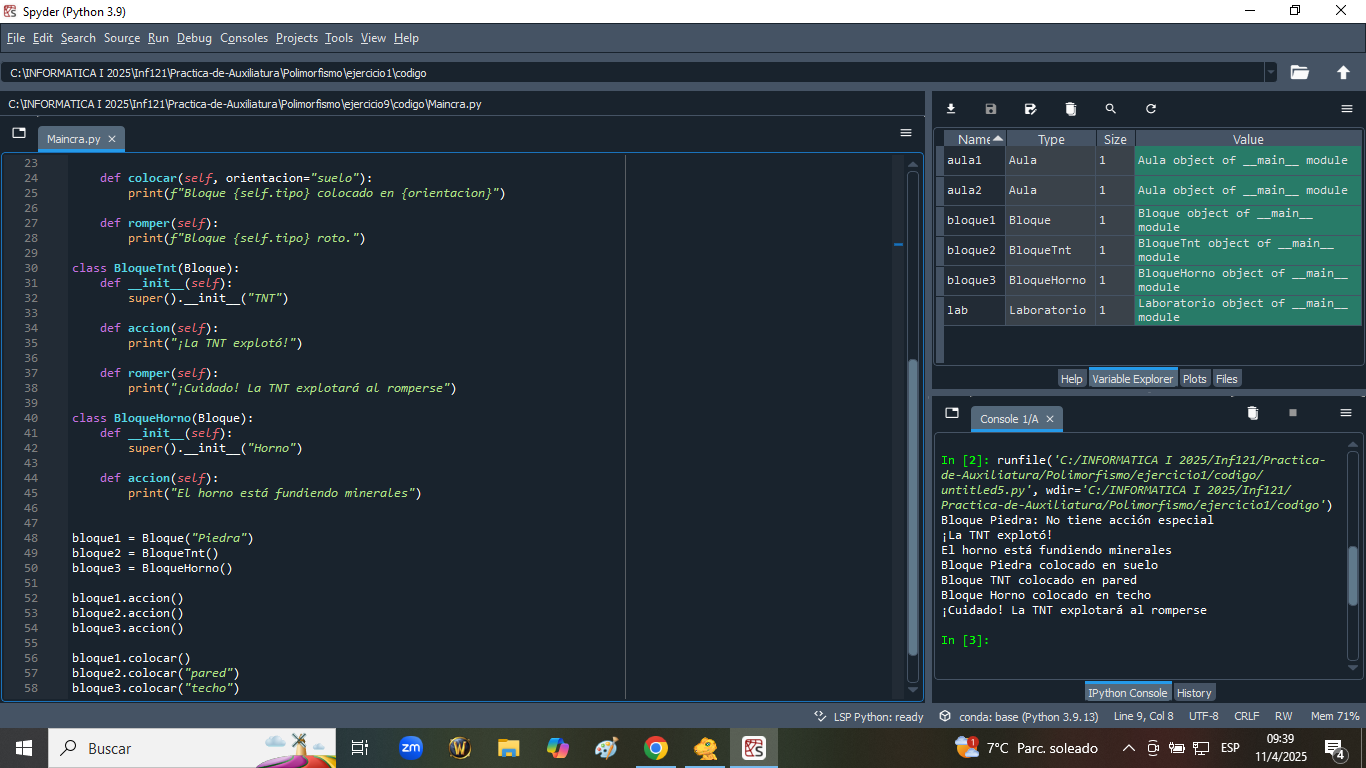 Spyder (Python 3.9)
File Edit Search Source Run Debug Consoles Projects Tools View Help
C:\INFORMATICA I 2025\Inf121\Practica-de-Auxiliatura\Polimorfismo\ejercicio1\codigo
C:\INFORMATICA I 2025\Inf121\Practica-de-Auxiliatura\Polimorfismo\ejercicio9\codigo\Maincra.py
Maincra.py
23
24 def colocar(self, orientacion="suelo"):
25 print(f"Bloque {self.tipo} colocado en {orientacion}")
26
27 def romper(self):
28 print(f"Bloque {self.tipo} roto.")
29
30 class BloqueTnt(Bloque):
31 def __init__(self):
32 super().__init__("TNT")
33
34 def accion(self):
35 print("¡La TNT explotó!")
36
37 def romper(self):
38 print("¡Cuidado! La TNT explotará al romperse")
39
40 class BloqueHorno(Bloque):
41 def __init__(self):
42 super().__init__("Horno")
43
44 def accion(self):
45 print("El horno está fundiendo minerales")
46
47
48 bloque1 = Bloque("Piedra")
49 bloque2 = BloqueTnt()
50 bloque3 = BloqueHorno()
51
52 bloque1.accion()
53 bloque2.accion()
54 bloque3.accion()
55
56 bloque1.colocar()
57 bloque2.colocar("pared")
58 bloque3.colocar("techo")
Name Type Size Value
aula1 Aula 1 Aula object of __main__ module
aula2 Aula 1 Aula object of __main__ module
bloque1 Bloque 1 Bloque object of __main__
module
bloque2 BloqueTnt 1 BloqueTnt object of __main__
module
bloque3 BloqueHorno 1 BloqueHorno object of __main__
module
lab Laboratorio 1 Laboratorio object of __main__
module
Help Variable Explorer Plots Files
Console 1/A
In [2]: runfile('C:/INFORMATICA I 2025/Inf121/Practica-
de-Auxiliatura/Polimorfismo/ejercicio1/codigo/
untitled5.py', wdir='C:/INFORMATICA I 2025/Inf121/
Practica-de-Auxiliatura/Polimorfismo/ejercicio1/codigo')
Bloque Piedra: No tiene acción especial
¡La TNT explotó!
El horno está fundiendo minerales
Bloque Piedra colocado en suelo
Bloque TNT colocado en pared
Bloque Horno colocado en techo
¡Cuidado! La TNT explotará al romperse
In [3]:
IPython Console History
LSP Python: ready conda: base (Python 3.9.13) Line 9, Col 8 UTF-8 CRLF RW Mem 71%
Buscar
zm
W
1
7°C Parc. soleado
ESP
09:39
11/4/2025
4